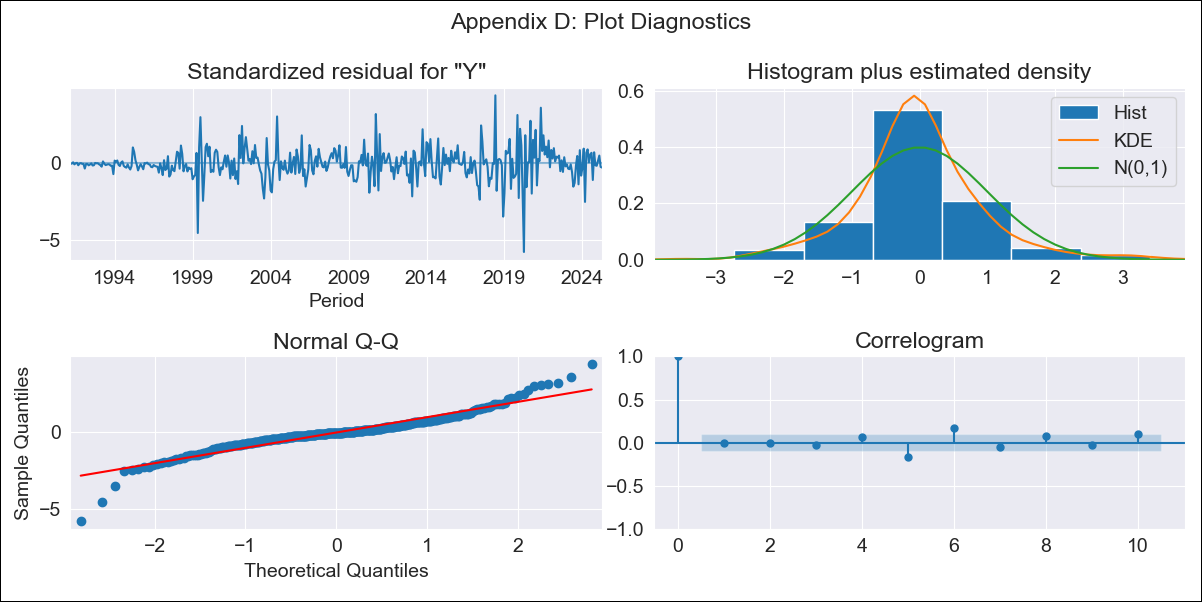 Appendix D: Plot Diagnostics
Standardized residual for "Y"
0
−5
1994 1999 2004 2009 2014 2019 2024
Period
Histogram plus estimated density
0.6
0.4
0.2
0.0
Hist
KDE
N(0,1)
−3 −2 −1 0 1 2 3
Normal Q-Q
Sample Quantiles
0
−5
−2 −1 0 1 2
Theoretical Quantiles
Correlogram
1.0
0.5
0.0
−0.5
−1.0
0 2 4 6 8 10